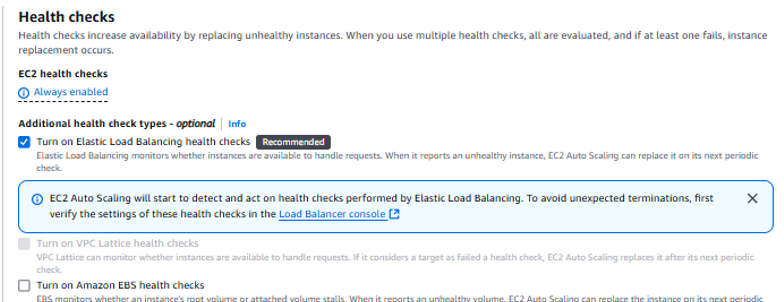 Health checks
Health checks increase availability by replacing unhealthy instances. When you use multiple health checks, all are evaluated, and if at least one fails, instance
replacement occurs.
EC2 health checks
Always enabled
Additional health check types - optional | Info
Turn on Elastic Load Balancing health checks Recommended
Elastic Load Balancing monitors whether instances are available to handle requests. When it reports an unhealthy instance, EC2 Auto Scaling can replace it on its next periodic
check.
EC2 Auto Scaling will start to detect and act on health checks performed by Elastic Load Balancing. To avoid unexpected terminations, first
verify the settings of these health checks in the Load Balancer console
Turn on VPC Lattice health checks
VPC Lattice can monitor whether instances are available to handle requests. If it considers a target as failed a health check, EC2 Auto Scaling replaces it after its next periodic
check.
Turn on Amazon EBS health checks
EBS monitors whether an instance's root volume or attached volume stalls. When it reports an unhealthy volume, EC2 Auto Scaling can replace the instance on its next periodic